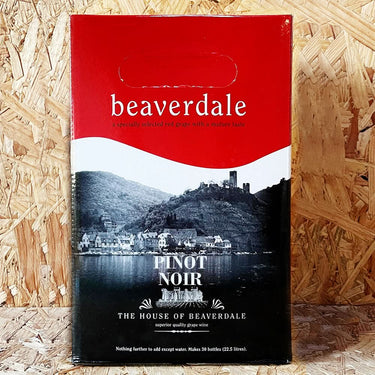 beaverdale
a specially selected red grape with a mature taste
PINOT
NOIR
THE HOUSE OF BEAVERDALE
superior quality grape wine
Nothing further to add except water. Makes 30 bottles (22.5 litres).